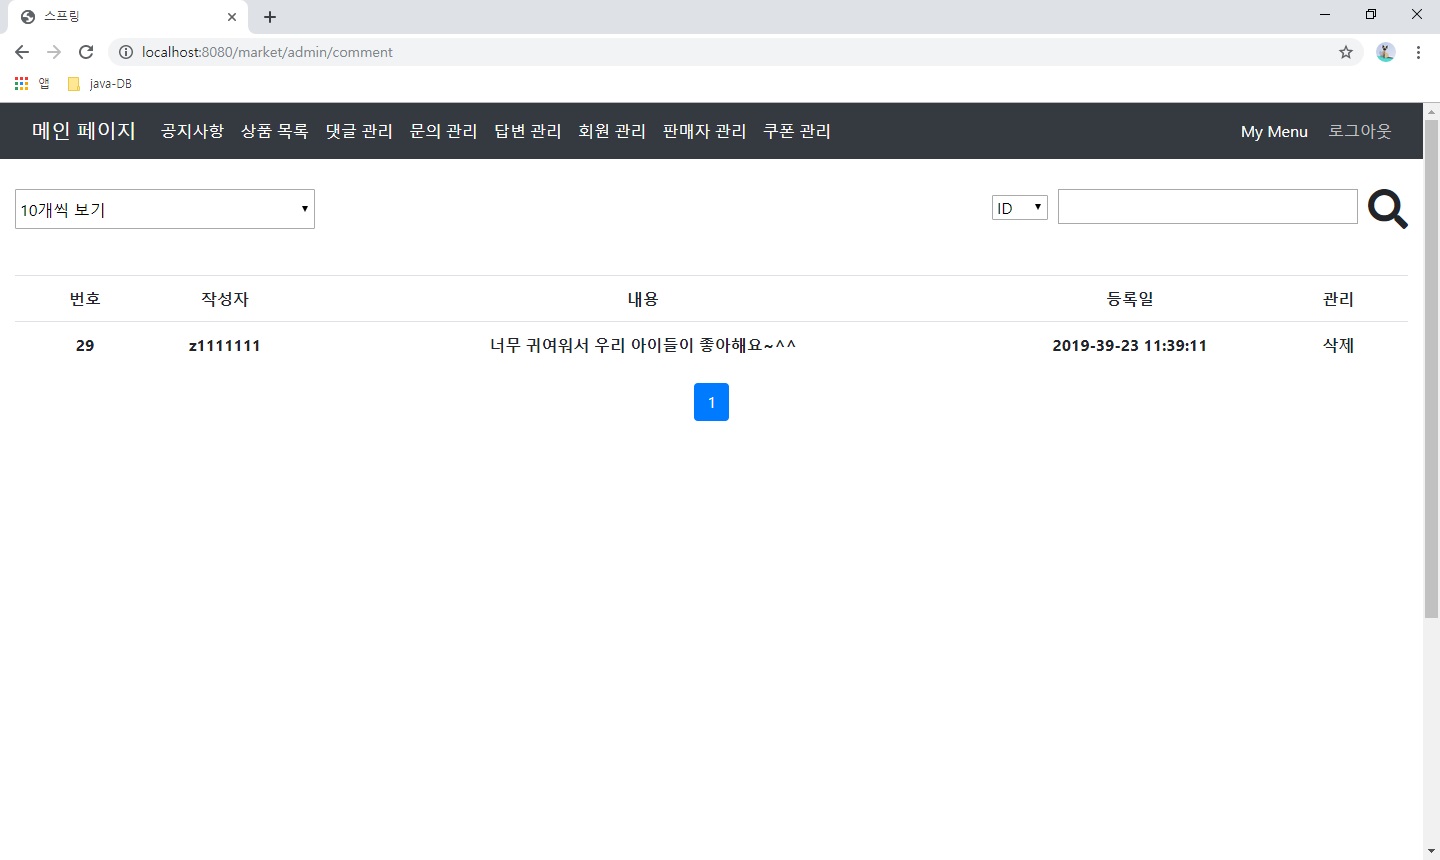 스프링
localhost:8080/market/admin/comment
앱 java-DB
메인 페이지 공지사항 상품 목록 댓글 관리 문의 관리 답변 관리 회원 관리 판매자 관리 쿠폰 관리 My Menu 로그아웃
10개씩 보기 ID
번호 작성자 내용 등록일 관리
29 z1111111 너무 귀여워서 우리 아이들이 좋아해요~^^ 2019-39-23 11:39:11 삭제
1